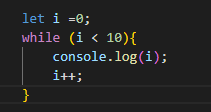 let i =0;
while (i < 10){
    console.log(i);
    i++;
}